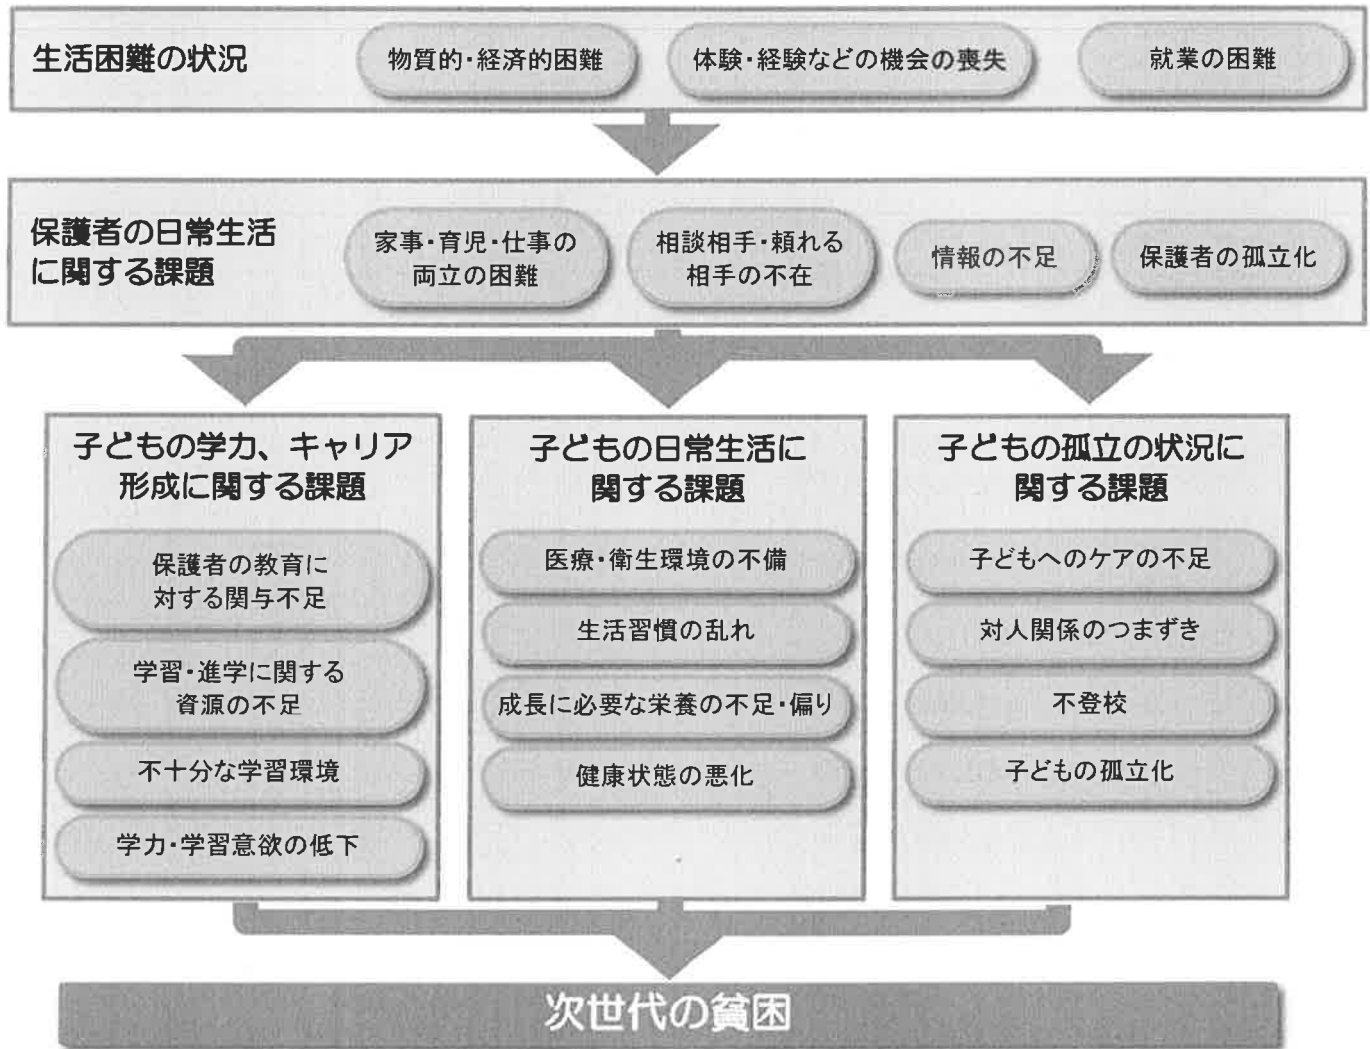 生活困難の状況
物質的・経済的困難
体験・経験などの機会の喪失
就業の困難
保護者の日常生活
に関する課題
家事・育児・仕事の
両立の困難
相談相手・頼れる
相手の不在
情報の不足
保護者の孤立化
子どもの学力、キャリア
形成に関する課題
保護者の教育に
対する関与不足
学習・進学に関する
資源の不足
不十分な学習環境
学力・学習意欲の低下
子どもの日常生活に
関する課題
医療・衛生環境の不備
生活習慣の乱れ
成長に必要な栄養の不足・偏り
健康状態の悪化
子どもの孤立の状況に
関する課題
子どもへのケアの不足
対人関係のつまずき
不登校
子どもの孤立化
次世代の貧困